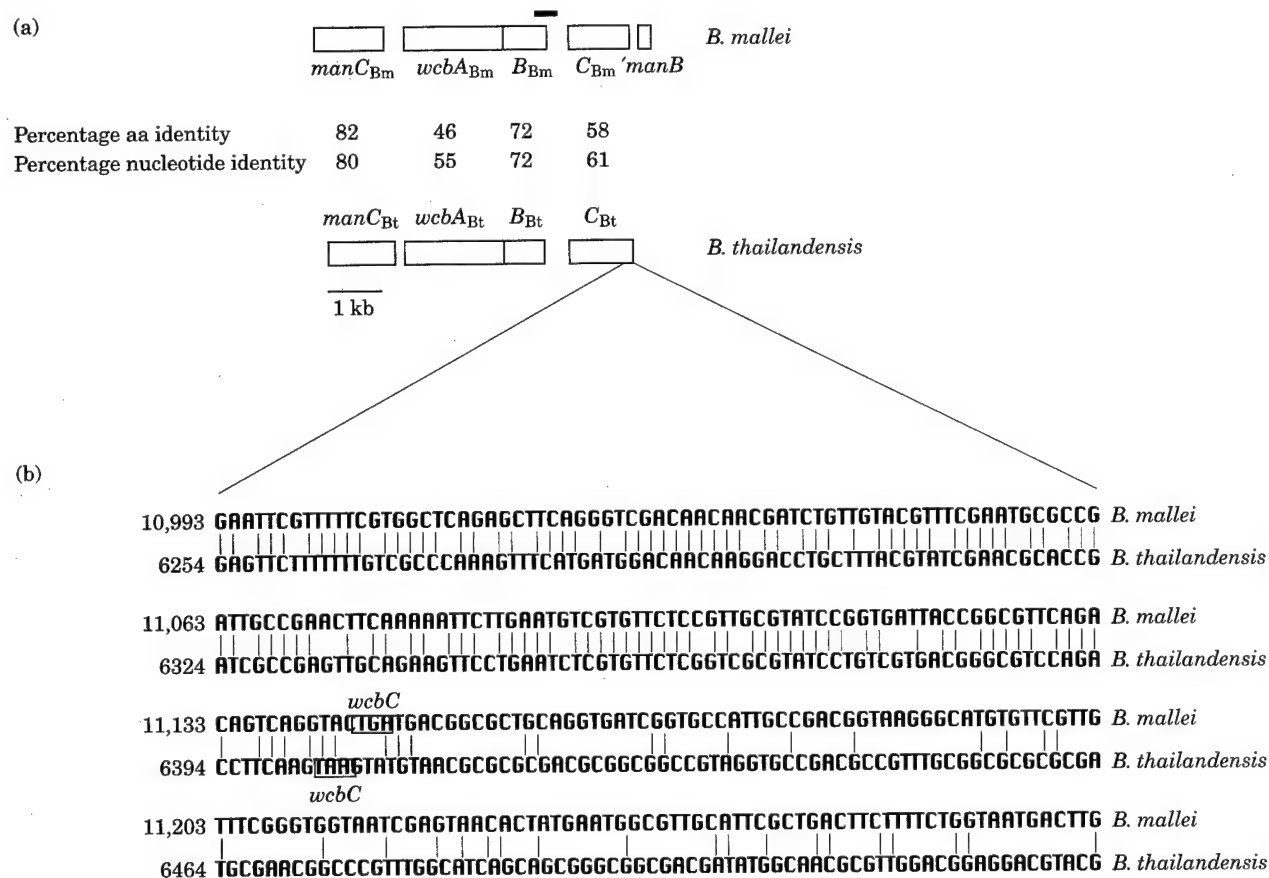 (a)
B. mallei
manC_Bm wcbA_Bm B_Bm C_Bm 'manB
Percentage aa identity 82 46 72 58
Percentage nucleotide identity 80 55 72 61
manC_Bt wcbA_Bt B_Bt C_Bt
B. thailandensis
1 kb
(b)
10,993 GAATTCGTTTTTCGTGGCTCAGAGCTTCAGGGTCGACAACAACGATCTGTTGTACGTTTCGAATGCGCCG B. mallei
6254 GAGTTCTTTTTTTGTCGCCCAAAGTTTCATGATGGACAACAAGGACCTGCTTTACGTATCGAACGCACCG B. thailandensis
11,063 ATTGCCGAACTTCAAAAATTCTTGAATGTCGTGTTCTCCGTTGCGTATCCGGTGATTACCGGCGTTCAGA B. mallei
6324 ATCGCCGAGTTGCAGAAGTTCCTGAATCTCGTGTTCTCGGTCGCGTATCCTGTCGTGACGGGCGTCCAGA B. thailandensis
wcbC
11,133 CAGTCAGGTACTGATGACGGCGCTGCAGGTGATCGGTGCCATTGCCGACGGTAAGGGCATGTGTTCGTTG B. mallei
6394 CCTTCAAGTAAGTATGTAACGCGCGCGACGCGGCGGCCGTAGGTGCCGACGCCGTTTGCGGCGCGCGCGA B. thailandensis
wcbC
11,203 TTTCGGGTGGTAATCGAGTAACACTATGAATGGCGTTGCATTCGCTGACTTCTTTTCTGGTAATGACTTG B. mallei
6464 TGCGAACGGCCCGTTTGGCATCAGCAGCGGGCGGCGACGATATGGCAACGCGTTGGACGGAGGACGTACG B. thailandensis